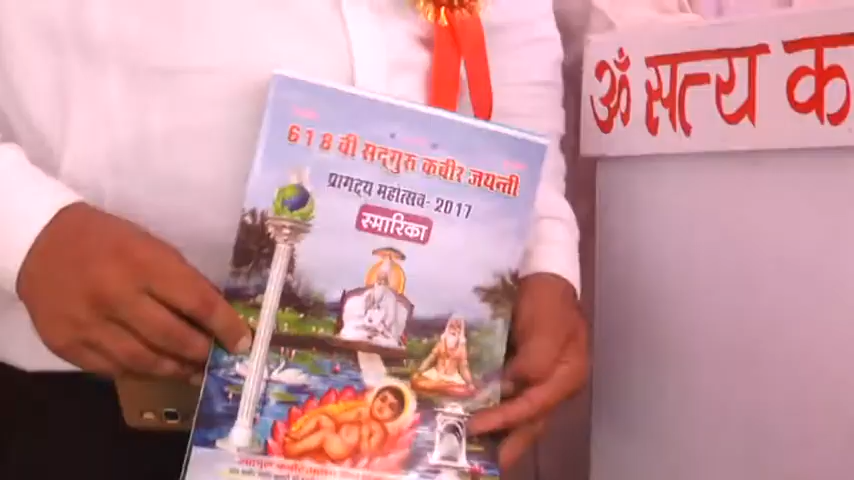 618 वी सद्गुरु कबीर जयन्ती
प्रागट्य महोत्सव-2017
स्मारिका
ॐ सत्य क